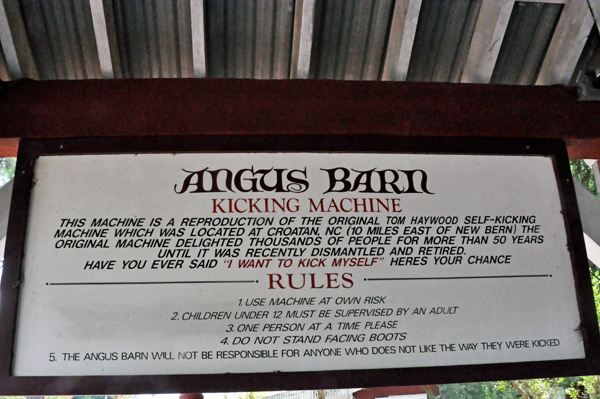 ANGUS BARN
KICKING MACHINE
THIS MACHINE IS A REPRODUCTION OF THE ORIGINAL TOM HAYWOOD SELF-KICKING
MACHINE WHICH WAS LOCATED AT CROATAN, NC (10 MILES EAST OF NEW BERN) THE
ORIGINAL MACHINE DELIGHTED THOUSANDS OF PEOPLE FOR MORE THAN 50 YEARS
UNTIL IT WAS RECENTLY DISMANTLED AND RETIRED.
HAVE YOU EVER SAID "I WANT TO KICK MYSELF" HERES YOUR CHANCE
RULES
1. USE MACHINE AT OWN RISK
2. CHILDREN UNDER 12 MUST BE SUPERVISED BY AN ADULT
3. ONE PERSON AT A TIME PLEASE
4. DO NOT STAND FACING BOOTS
5. THE ANGUS BARN WILL NOT BE RESPONSIBLE FOR ANYONE WHO DOES NOT LIKE THE WAY THEY WERE KICKED